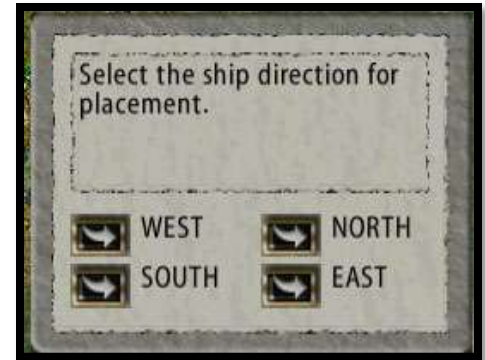 Select the ship direction for
placement.
WEST NORTH
SOUTH EAST